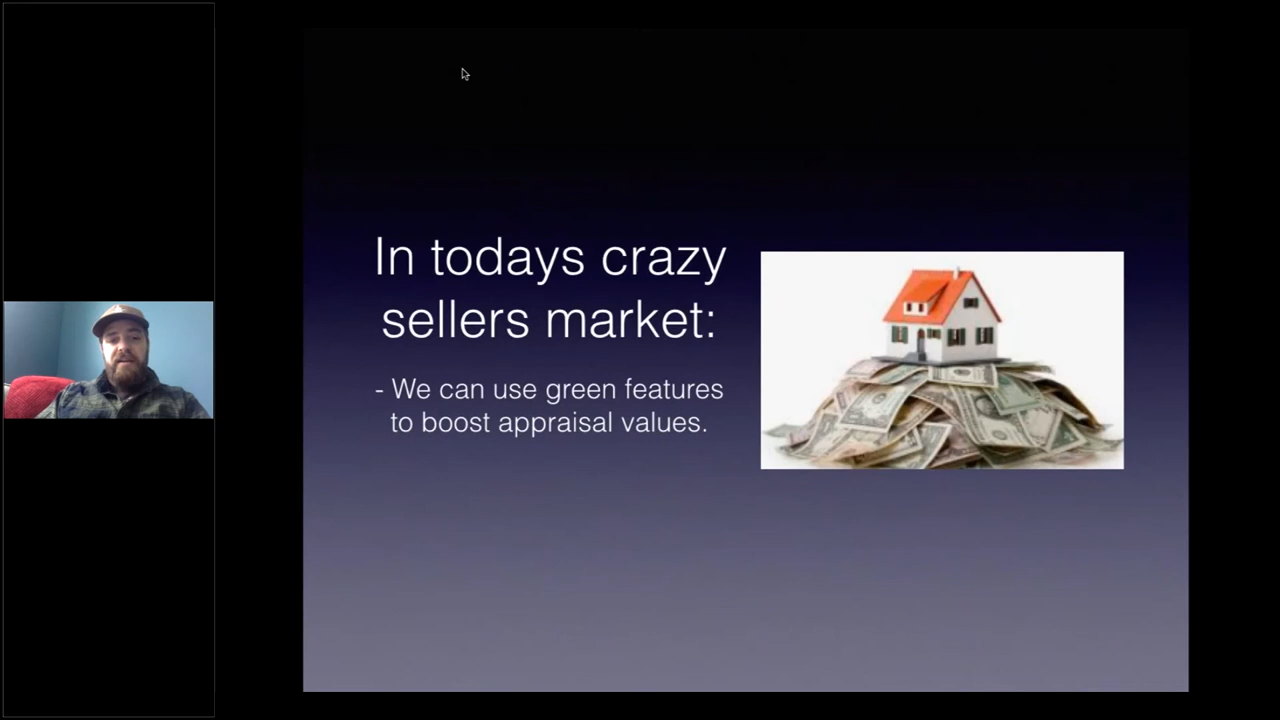 In todays crazy
sellers market:
- We can use green features
to boost appraisal values.